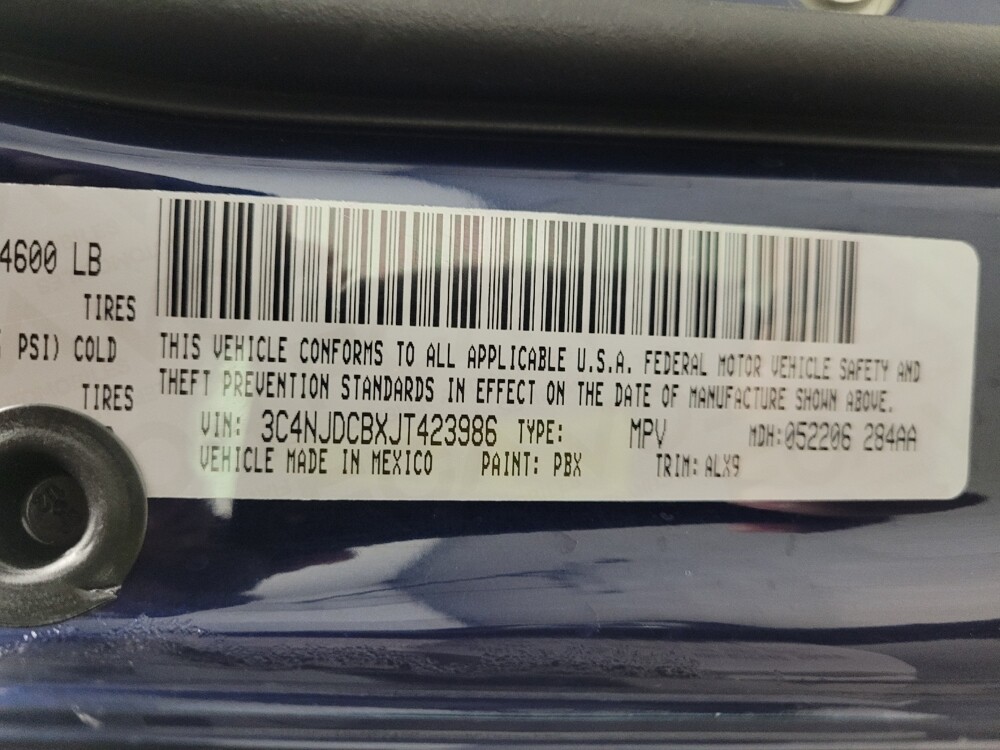 4600 LB
TIRES
PSI) COLD
TIRES
THIS VEHICLE CONFORMS TO ALL APPLICABLE U.S.A. FEDERAL MOTOR VEHICLE SAFETY AND
THEFT PREVENTION STANDARDS IN EFFECT ON THE DATE OF MANUFACTURE SHOWN ABOVE.
VIN: 3C4NJDCBXJT423986 TYPE: MPV MDH:052206 284AA
VEHICLE MADE IN MEXICO PAINT: PBX TRIM: ALX9